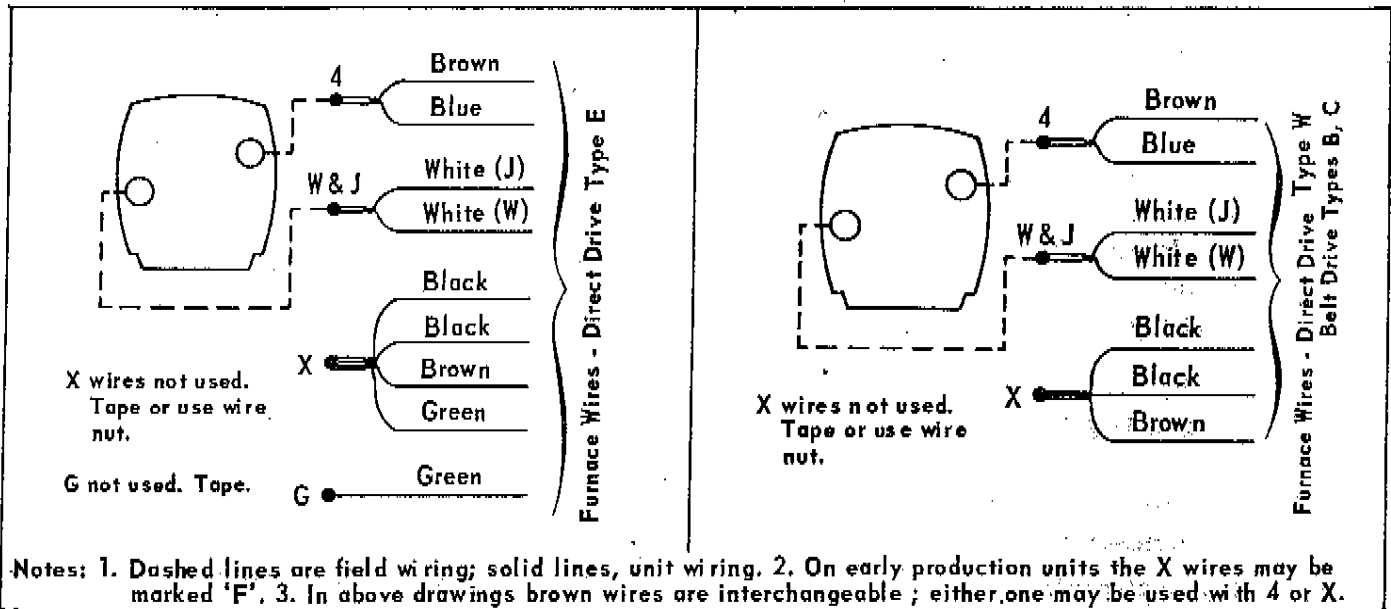 4
Brown
Blue
W & J
White (J)
White (W)
Black
Black
X
Brown
Green
X wires not used.
Tape or use wire
nut.
G not used. Tape.
G
Green
Furnace Wires - Direct Drive Type E
4
Brown
Blue
W & J
White (J)
White (W)
Black
X
Black
Brown
X wires not used.
Tape or use wire
nut.
Furnace Wires - Direct Drive Type W
Belt Drive Types B, C
Notes: 1. Dashed lines are field wiring; solid lines, unit wiring. 2. On early production units the X wires may be
marked 'F'. 3. In above drawings brown wires are interchangeable; either one may be used with 4 or X.